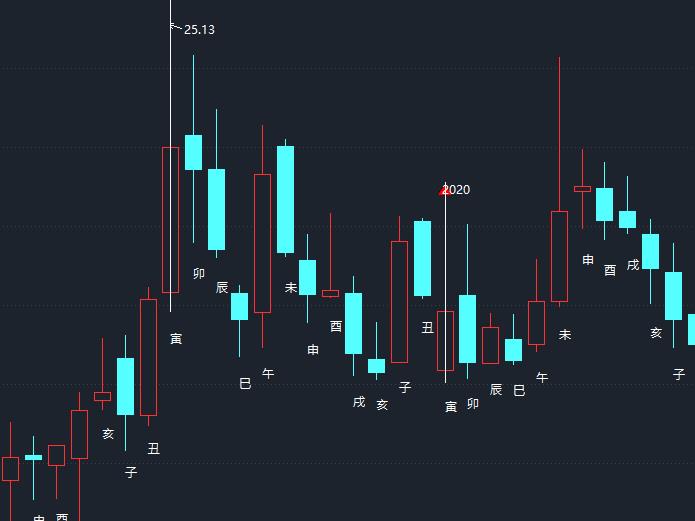 25.13
2020
卯
辰
未
申
酉
戌
寅
酉
丑
未
亥
申
巳
午
子
戌
亥
子
辰
巳
午
寅
卯
亥
丑
子
申
酉